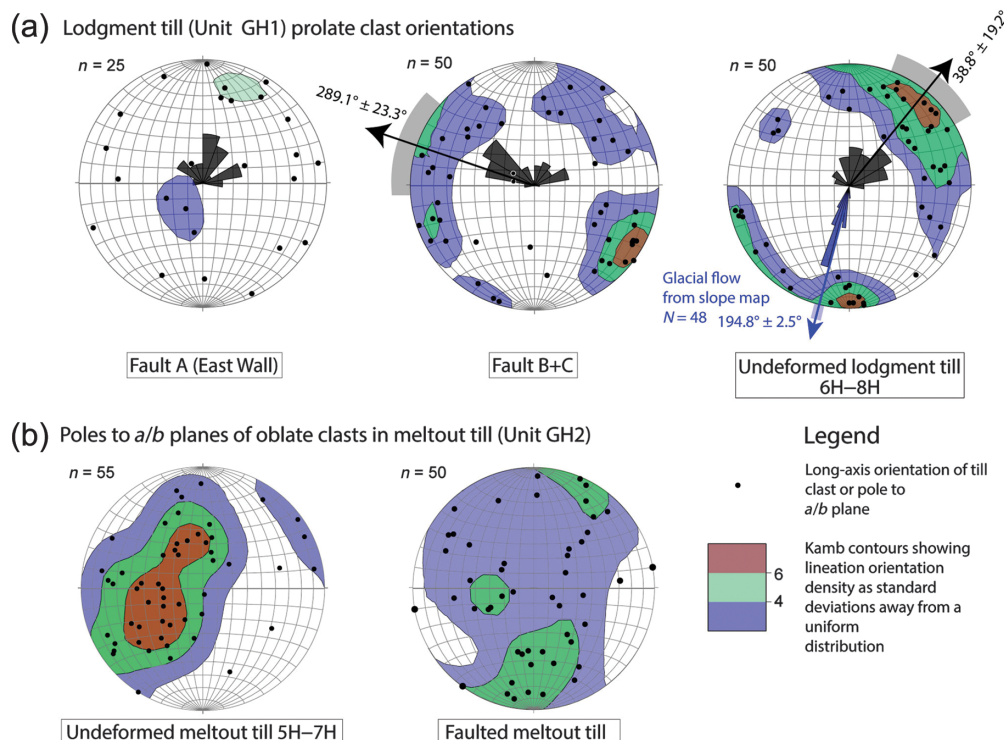 (a) Lodgment till (Unit GH1) prolate clast orientations
n = 25
n = 50
289.1° ± 23.3°
n = 50
38.8° ± 19.2°
Glacial flow
from slope map
N = 48 194.8° ± 2.5°
Fault A (East Wall)
Fault B+C
Undeformed lodgment till
6H–8H
(b) Poles to a/b planes of oblate clasts in meltout till (Unit GH2)
n = 55
n = 50
Undeformed meltout till 5H–7H
Faulted meltout till
Legend
Long-axis orientation of till
clast or pole to
a/b plane
6
4
Kamb contours showing
lineation orientation
density as standard
deviations away from a
uniform
distribution